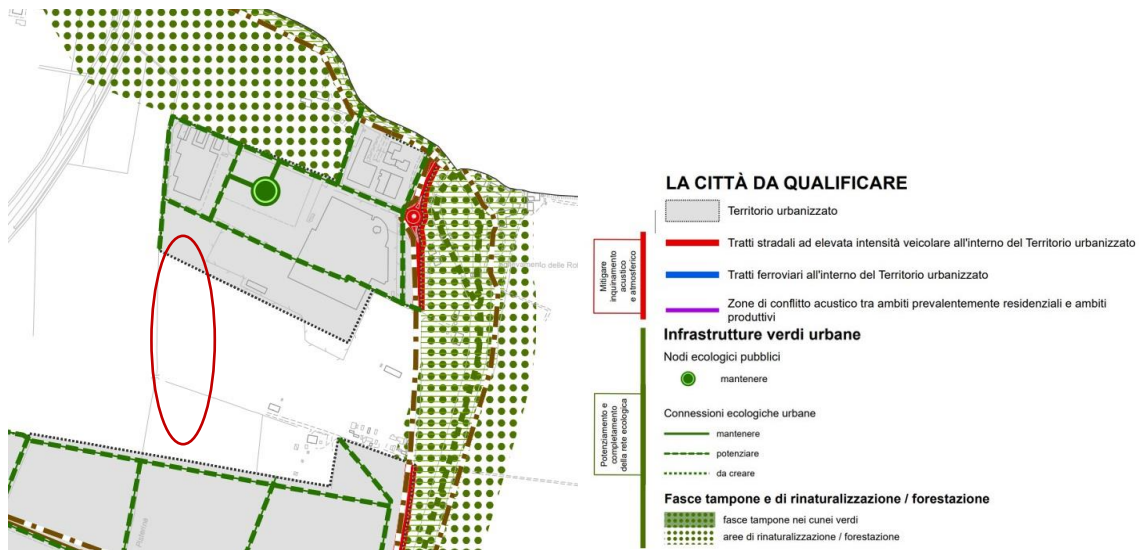 LA CITTÀ DA QUALIFICARE
Territorio urbanizzato
Mitigare
inquinamento
acustico
e atmosferico
Tratti stradali ad elevata intensità veicolare all'interno del Territorio urbanizzato
Tratti ferroviari all'interno del Territorio urbanizzato
Zone di conflitto acustico tra ambiti prevalentemente residenziali e ambiti
produttivi
Infrastrutture verdi urbane
Nodi ecologici pubblici
mantenere
Potenziamento e
completamento
della rete ecologica
Connessioni ecologiche urbane
mantenere
potenziare
da creare
Fasce tampone e di rinaturalizzazione / forestazione
fasce tampone nei cunei verdi
aree di rinaturalizzazione / forestazione
delle